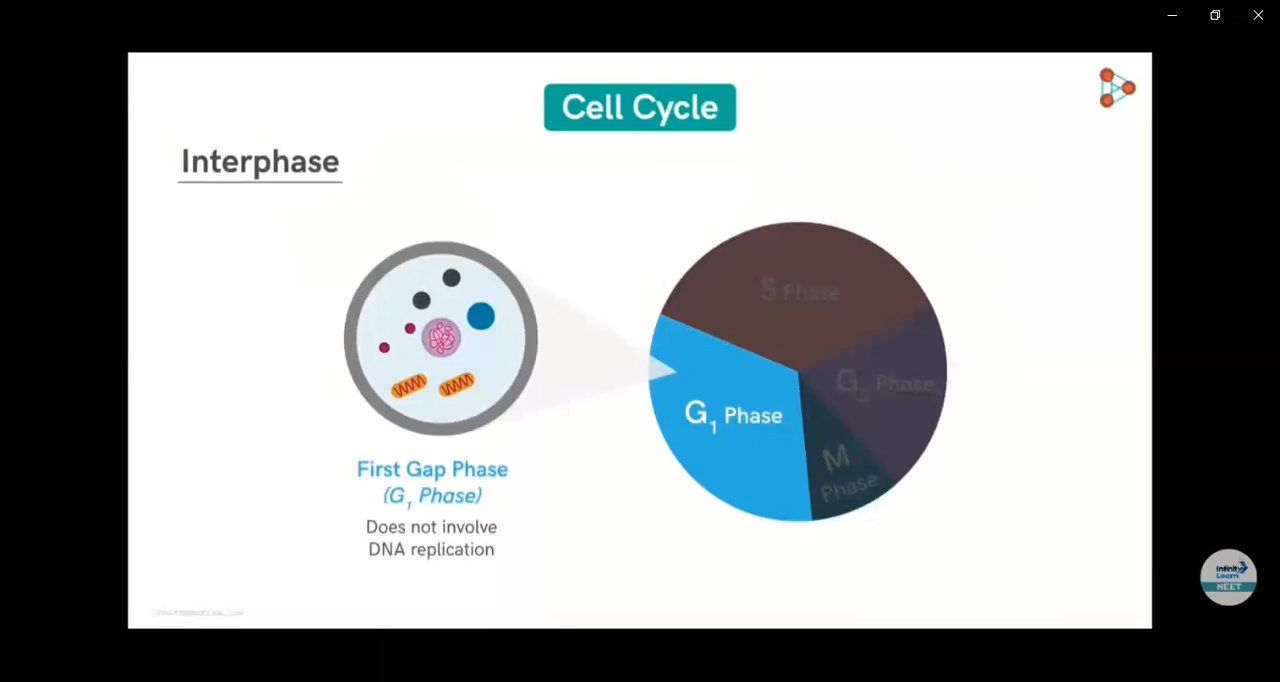 Cell Cycle
Interphase
S Phase
G₂ Phase
G₁ Phase
M
Phase
First Gap Phase
(G₁ Phase)
Does not involve
DNA replication
Infinity
Learn
NEET